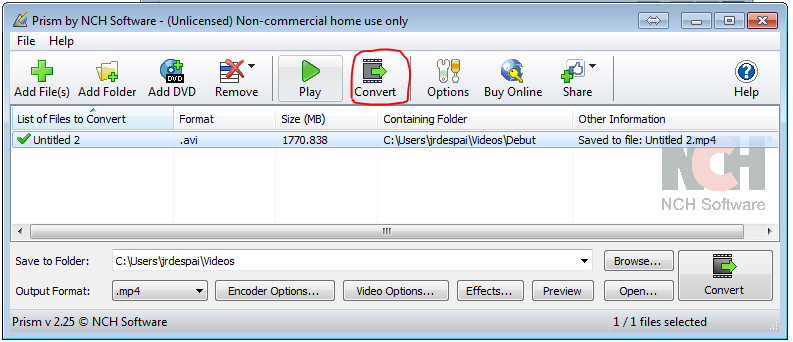 Prism by NCH Software - (Unlicensed) Non-commercial home use only
File Help
Add File(s) Add Folder Add DVD Remove Play Convert Options Buy Online Share Help
List of Files to Convert Format Size (MB) Containing Folder Other Information
Untitled 2 .avi 1770.838 C:\Users\jrdespai\Videos\Debut Saved to file: Untitled 2.mp4
NCH
NCH Software
Save to Folder: C:\Users\jrdespai\Videos Browse...
Output Format: .mp4 Encoder Options... Video Options... Effects... Preview Open... Convert
Prism v 2.25 © NCH Software 1 / 1 files selected